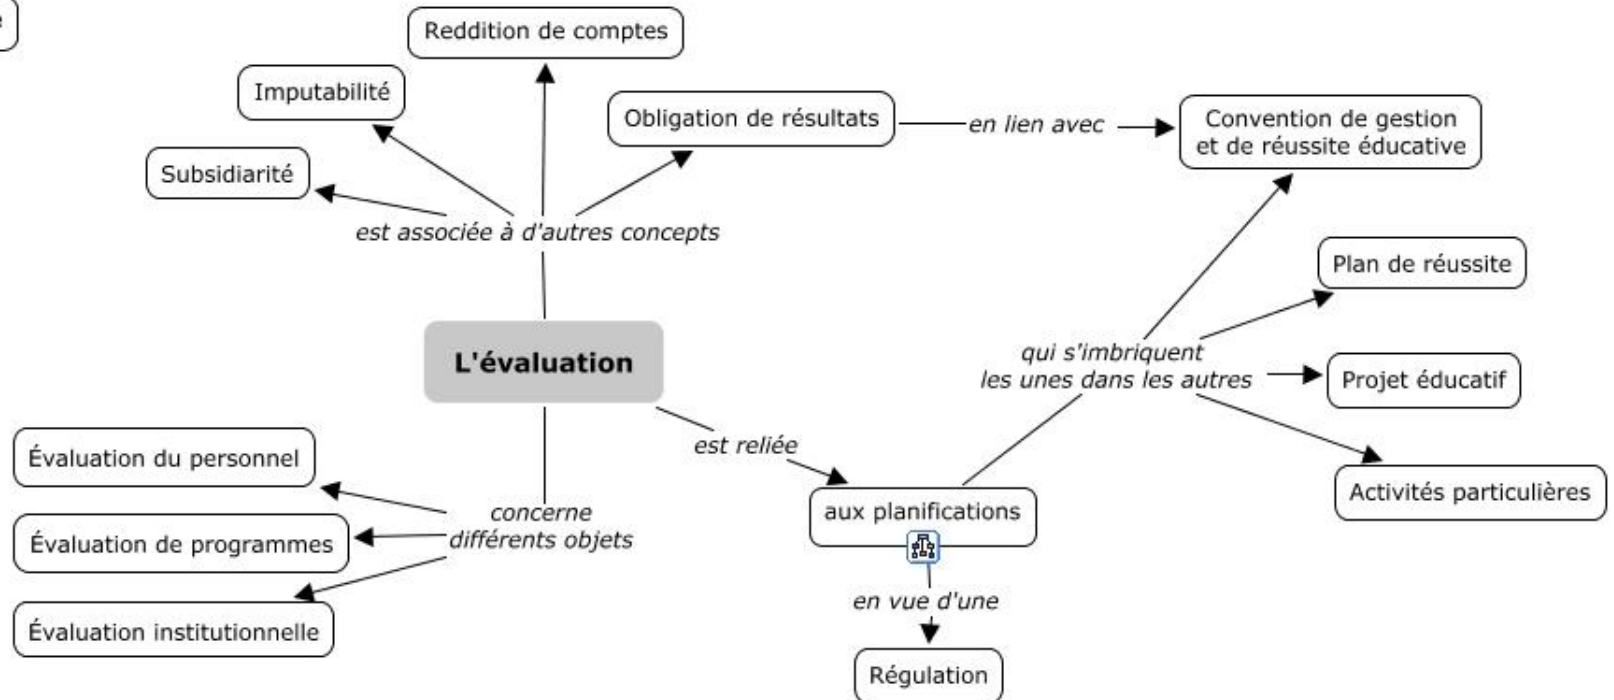 Reddition de comptes
Imputabilité
Obligation de résultats
en lien avec
Convention de gestion
et de réussite éducative
Subsidiarité
est associée à d'autres concepts
Plan de réussite
L'évaluation
qui s'imbriquent
les unes dans les autres
Projet éducatif
est reliée
Évaluation du personnel
Activités particulières
concerne
différents objets
aux planifications
Évaluation de programmes
en vue d'une
Évaluation institutionnelle
Régulation